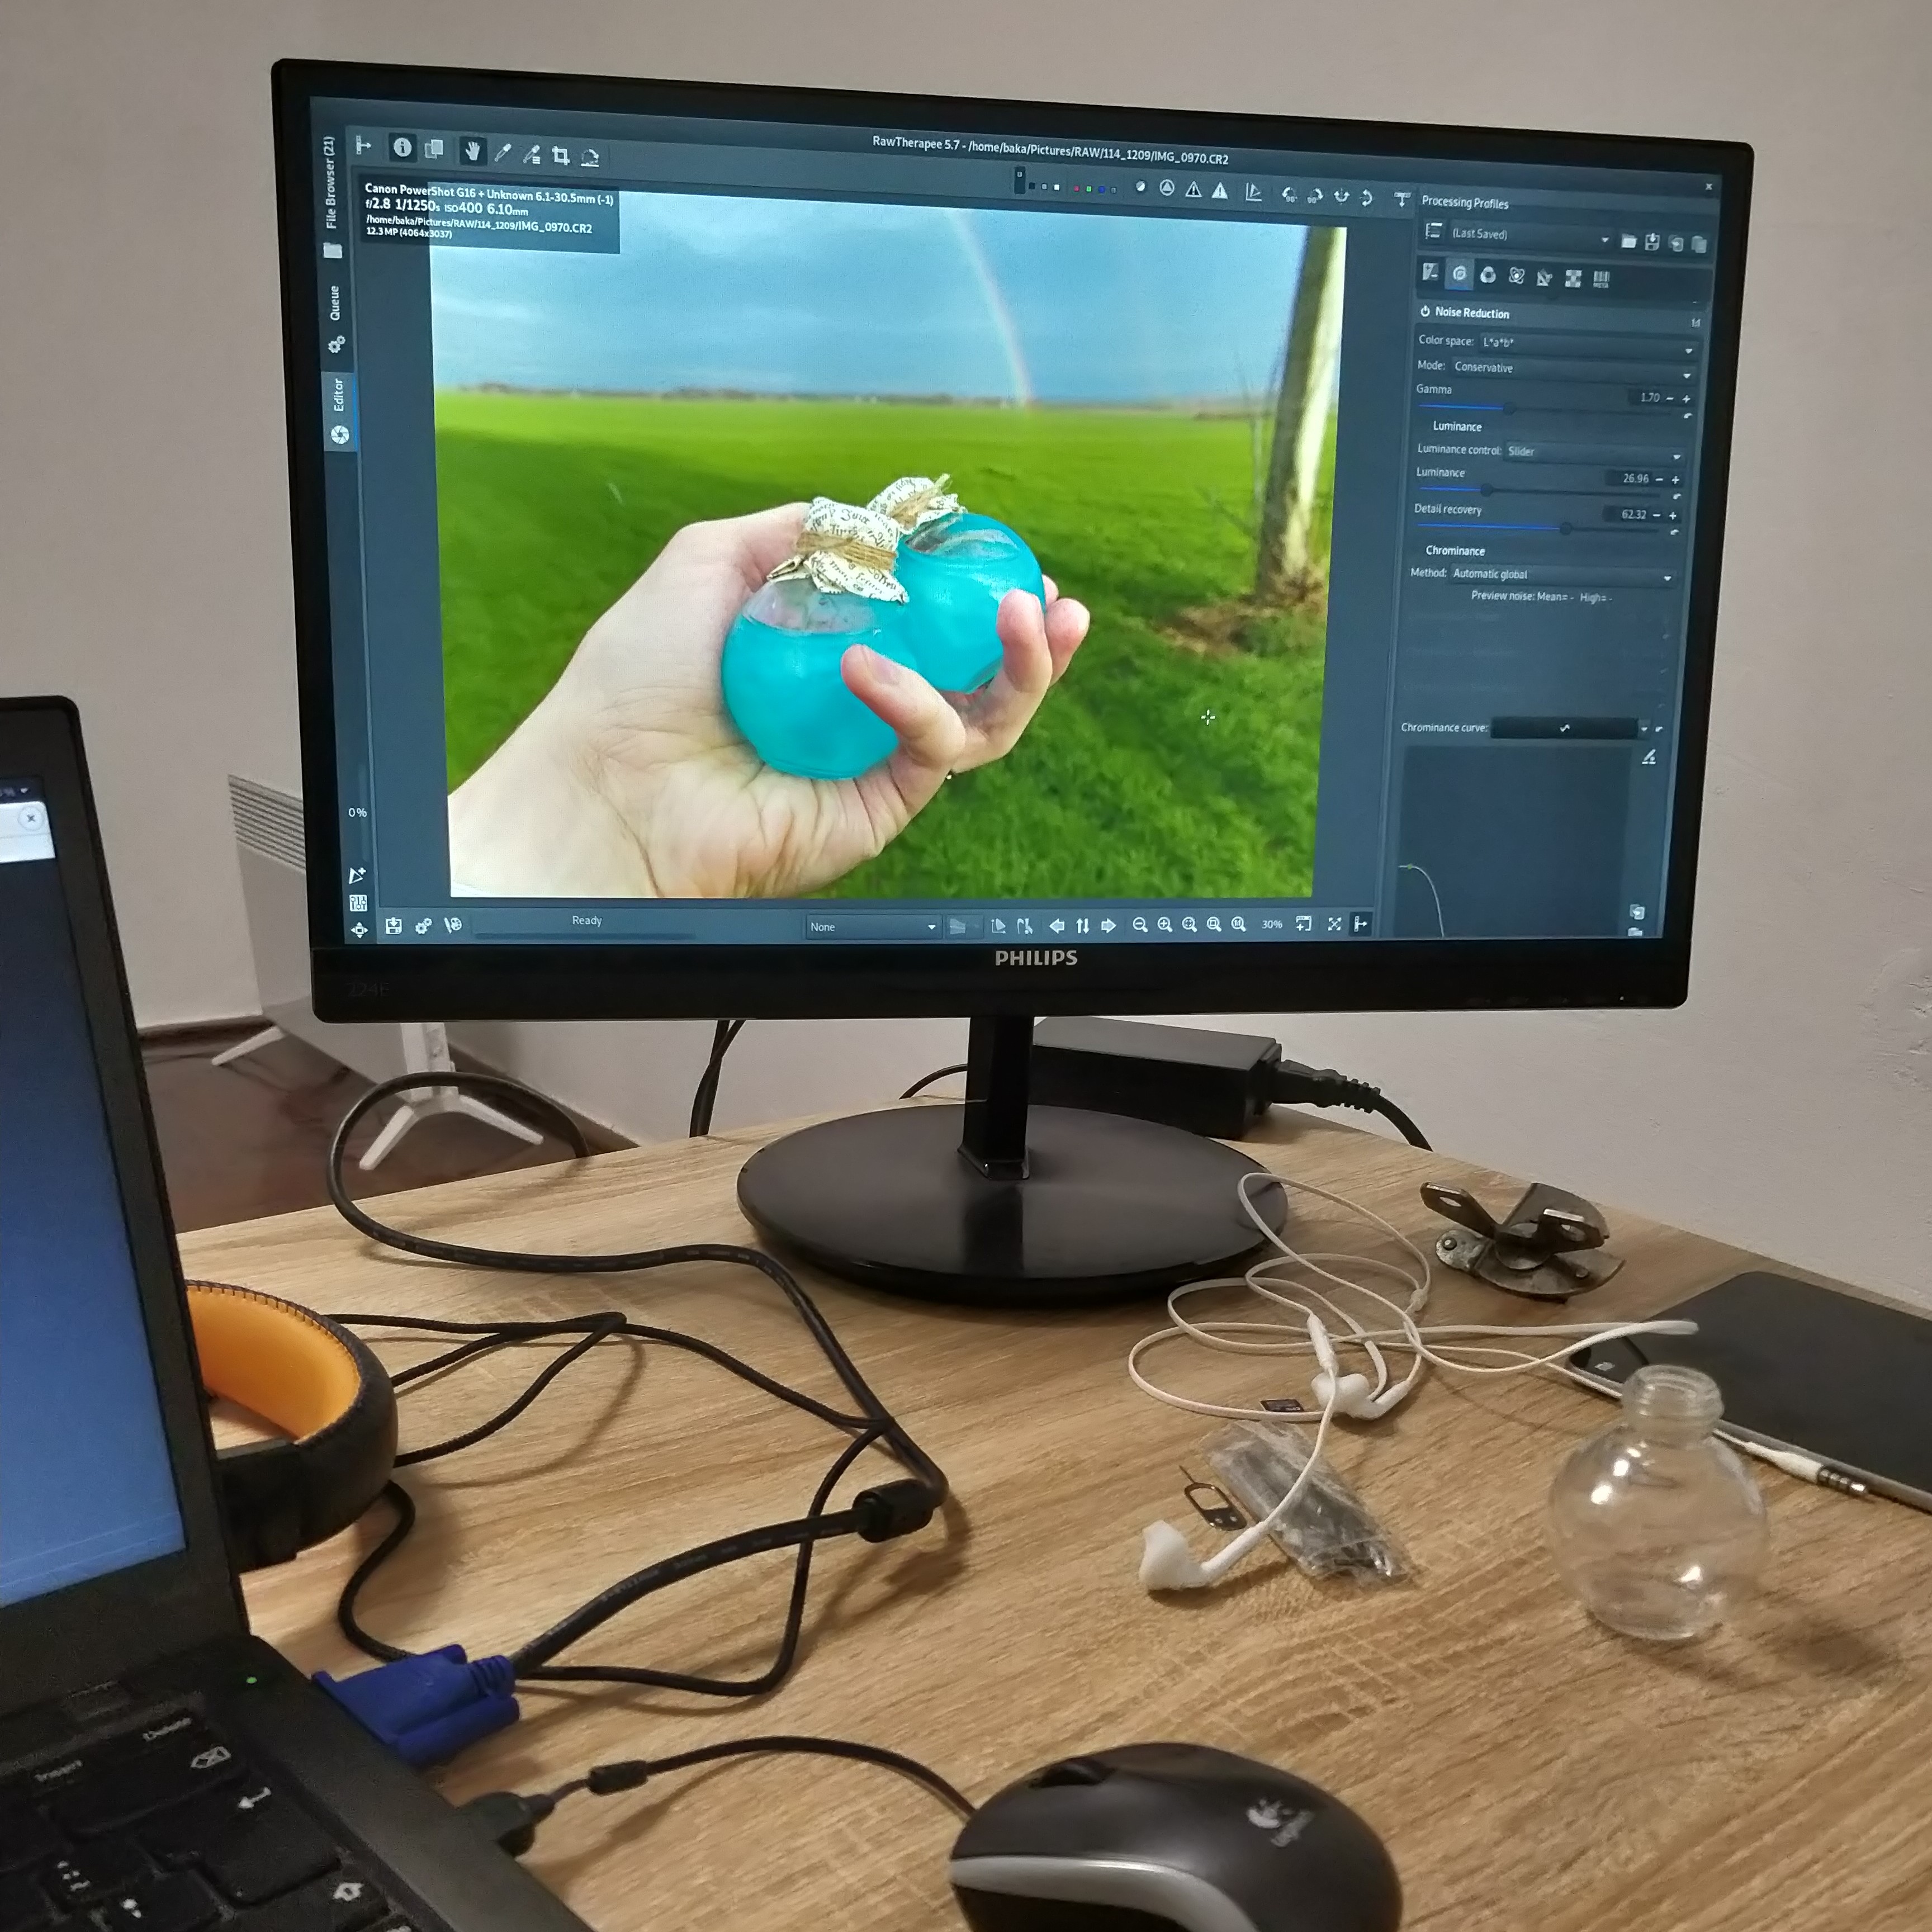 RawTherapee 5.7 - /home/baka/Pictures/RAW/114_1209/IMG_0970.CR2
File Browser (21)
Queue
Editor
Canon PowerShot G16 + Unknown 6.1-30.5mm (-1)
f/2.8 1/1250s ISO400 6.10mm
/home/baka/Pictures/RAW/114_1209/IMG_0970.CR2
12.3 MP (4064x3037)
Processing Profiles
(Last Saved)
Noise Reduction
1:1
Color space: L*a*b*
Mode: Conservative
Gamma
1.70
Luminance
Luminance control: Slider
Luminance
26.96
Detail recovery
62.32
Chrominance
Method: Automatic global
Preview noise: Mean= - High= -
Chrominance curve:
0%
Ready
None
30%
PHILIPS
224E
Logitech